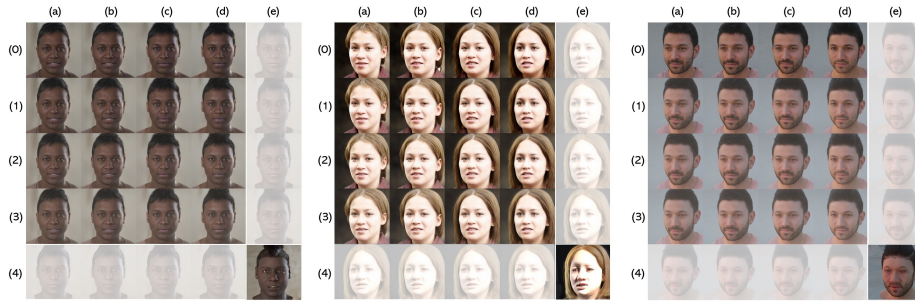 (a) (b) (c) (d) (e) (a) (b) (c) (d) (e) (a) (b) (c) (d) (e)
(0) (0) (0)
(1) (1) (1)
(2) (2) (2)
(3) (3) (3)
(4) (4) (4)